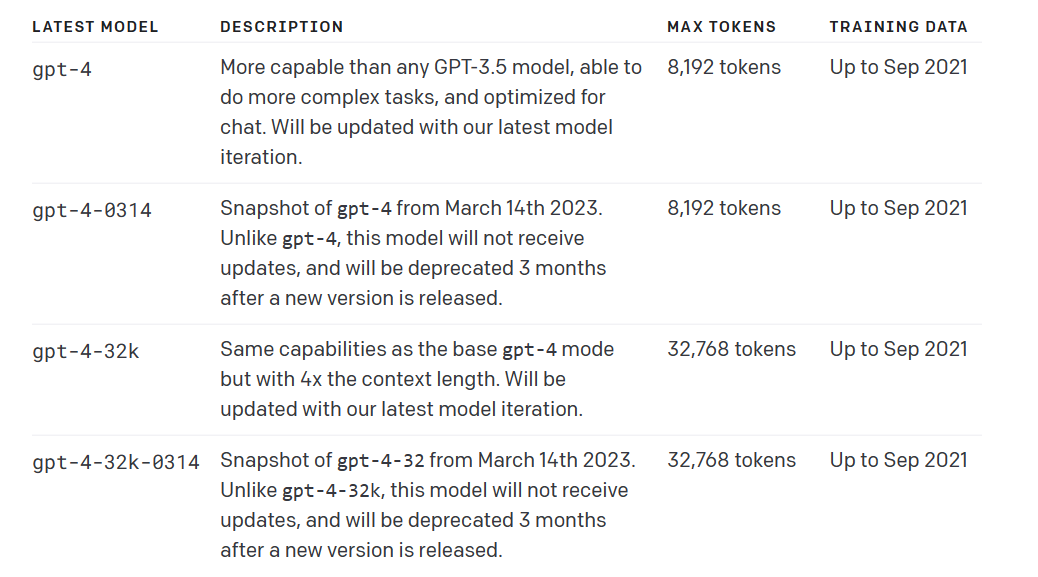 LATEST MODEL DESCRIPTION MAX TOKENS TRAINING DATA
gpt-4 More capable than any GPT-3.5 model, able to 8,192 tokens Up to Sep 2021
do more complex tasks, and optimized for
chat. Will be updated with our latest model
iteration.
gpt-4-0314 Snapshot of gpt-4 from March 14th 2023. 8,192 tokens Up to Sep 2021
Unlike gpt-4, this model will not receive
updates, and will be deprecated 3 months
after a new version is released.
gpt-4-32k Same capabilities as the base gpt-4 mode 32,768 tokens Up to Sep 2021
but with 4x the context length. Will be
updated with our latest model iteration.
gpt-4-32k-0314 Snapshot of gpt-4-32 from March 14th 2023. 32,768 tokens Up to Sep 2021
Unlike gpt-4-32k, this model will not receive
updates, and will be deprecated 3 months
after a new version is released.